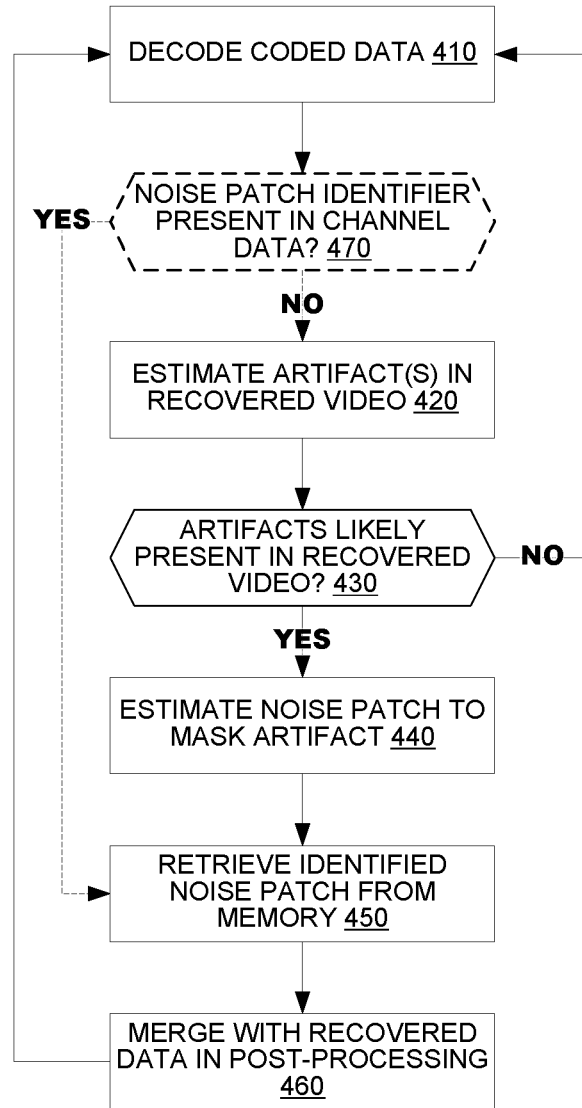 DECODE CODED DATA 410
NOISE PATCH IDENTIFIER
PRESENT IN CHANNEL
DATA? 470
YES
NO
ESTIMATE ARTIFACT(S) IN
RECOVERED VIDEO 420
ARTIFACTS LIKELY
PRESENT IN RECOVERED
VIDEO? 430
NO
YES
ESTIMATE NOISE PATCH TO
MASK ARTIFACT 440
RETRIEVE IDENTIFIED
NOISE PATCH FROM
MEMORY 450
MERGE WITH RECOVERED
DATA IN POST-PROCESSING
460